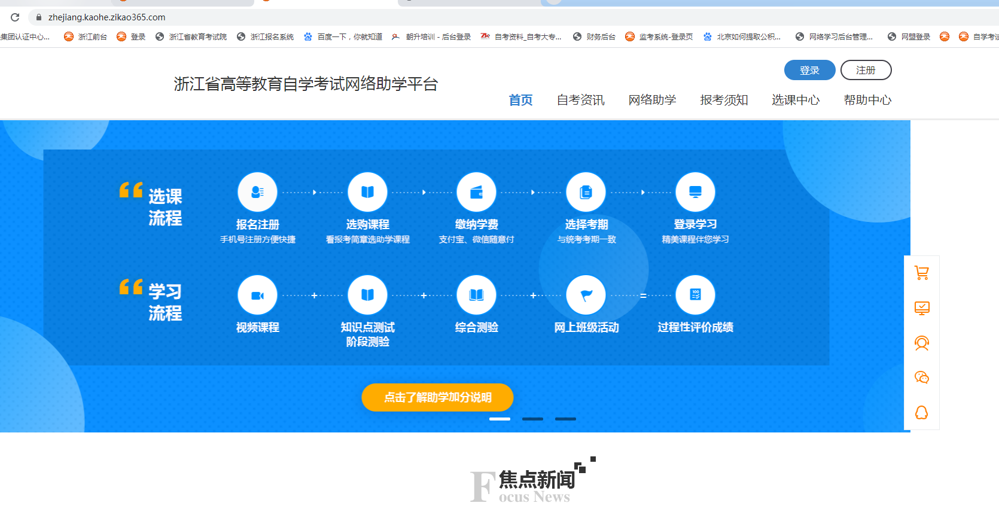 zhejiang.kaohe.zikao365.com
集团认证中心... 浙江前台 登录 浙江省教育考试院 浙江报名系统 百度一下，你就知道 朝升培训 - 后台登录 自考资料_自考大专... 财务后台 监考系统-登录页 北京如何提取公积... 网络学习后台管理... 网盟登录 自学考试
登录 注册
浙江省高等教育自学考试网络助学平台
首页 自考资讯 网络助学 报考须知 选课中心 帮助中心
选课
流程
报名注册 选购课程 缴纳学费 选择考期 登录学习
手机号注册方便快捷 看报考简章选助学课程 支付宝、微信随意付 与统考考期一致 精美课程伴您学习
学习
流程
+ + + =
视频课程 知识点测试 综合测验 网上班级活动 过程性评价成绩
阶段测验
点击了解助学加分说明
焦点新闻
Focus News